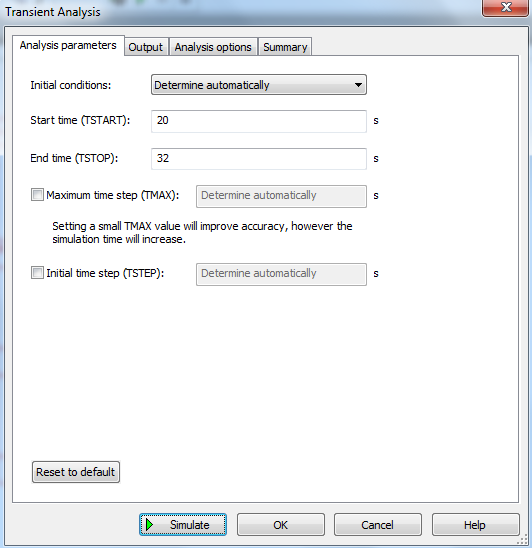 Transient Analysis
Analysis parameters Output Analysis options Summary
Initial conditions: Determine automatically
Start time (TSTART): 20 s
End time (TSTOP): 32 s
Maximum time step (TMAX): Determine automatically s
Setting a small TMAX value will improve accuracy, however the
simulation time will increase.
Initial time step (TSTEP): Determine automatically s
Reset to default
Simulate OK Cancel Help